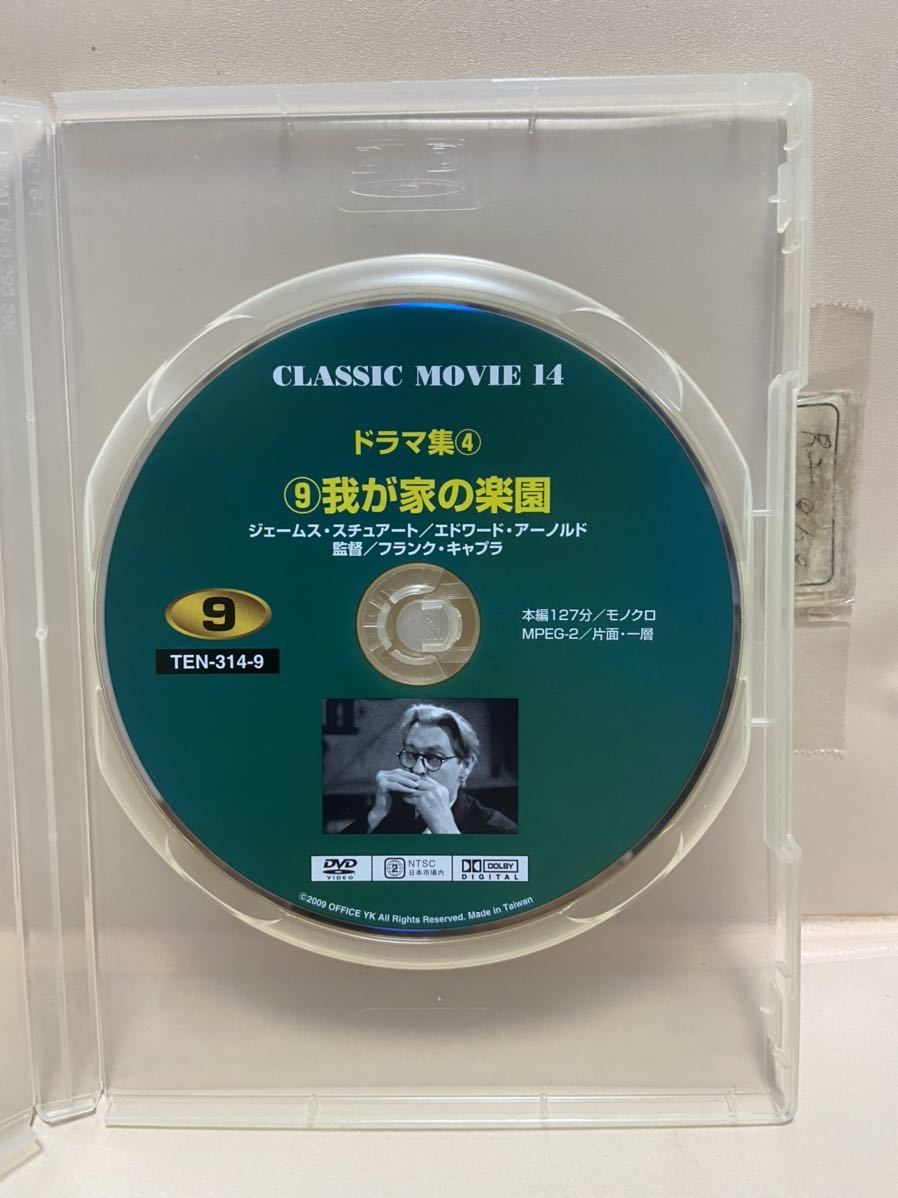 DVD
CLASSIC MOVIE 14
ドラマ集④
⑨我が家の楽園
ジェームス・スチュアート／エドワード・アーノルド
監督／フランク・キャプラ
9
TEN-314-9
本編127分／モノクロ
MPEG-2／片面・一層
DVD
VIDEO
2
NTSC
日本市場内
DOLBY
DIGITAL
©2009 OFFICE YK All Rights Reserved. Made in Taiwan